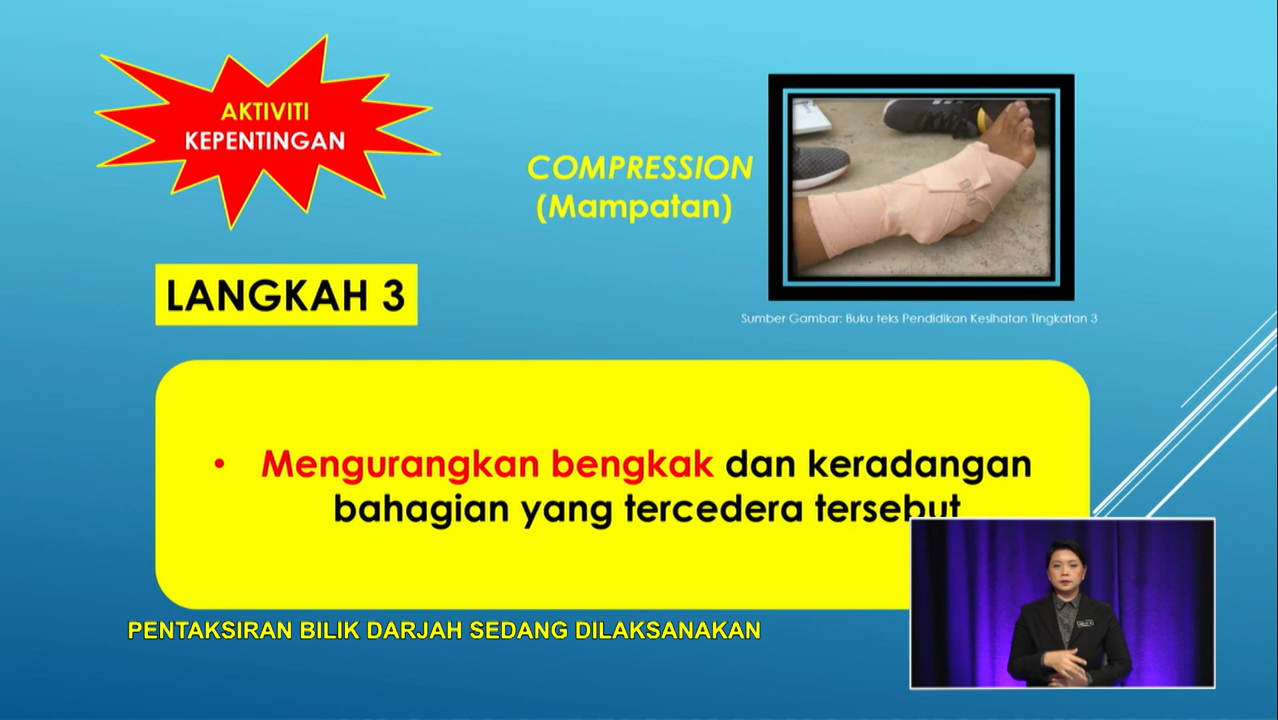 AKTIVITI
KEPENTINGAN
COMPRESSION
(Mampatan)
LANGKAH 3
Sumber Gambar: Buku teks Pendidikan Kesihatan Tingkatan 3
• Mengurangkan bengkak dan keradangan
bahagian yang tercedera tersebut
PENTAKSIRAN BILIK DARJAH SEDANG DILAKSANAKAN